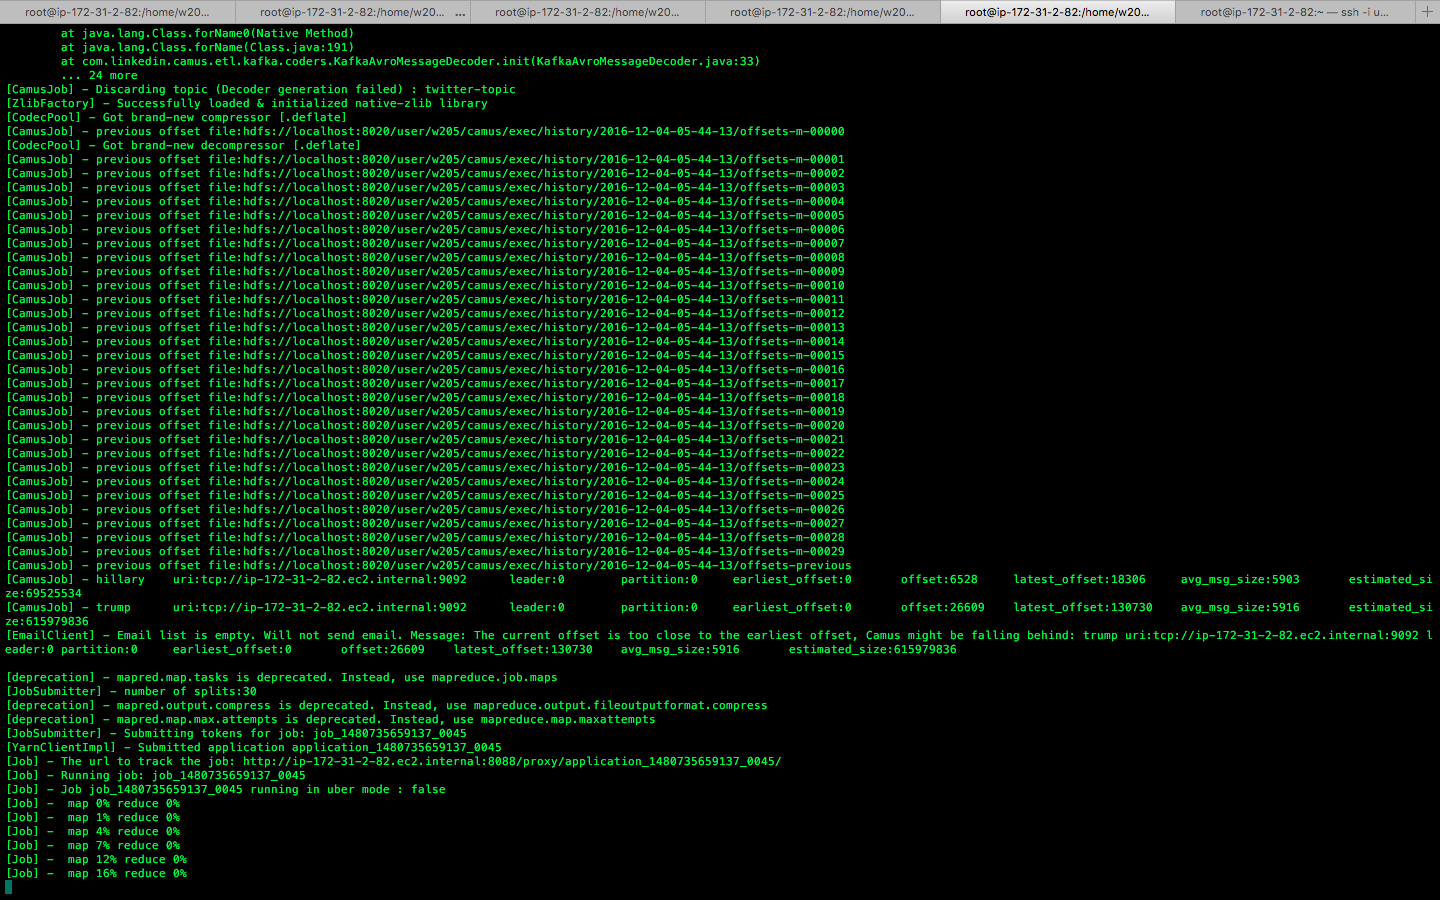 root@ip-172-31-2-82:/home/w20... root@ip-172-31-2-82:/home/w20... ... root@ip-172-31-2-82:/home/w20... root@ip-172-31-2-82:/home/w20... root@ip-172-31-2-82:/home/w20... root@ip-172-31-2-82:~ — ssh -i u... +
at java.lang.Class.forName0(Native Method)
at java.lang.Class.forName(Class.java:191)
at com.linkedin.camus.etl.kafka.coders.KafkaAvroMessageDecoder.init(KafkaAvroMessageDecoder.java:33)
... 24 more
[CamusJob] - Discarding topic (Decoder generation failed) : twitter-topic
[ZlibFactory] - Successfully loaded & initialized native-zlib library
[CodecPool] - Got brand-new compressor [.deflate]
[CamusJob] - previous offset file:hdfs://localhost:8020/user/w205/camus/exec/history/2016-12-04-05-44-13/offsets-m-00000
[CodecPool] - Got brand-new decompressor [.deflate]
[CamusJob] - previous offset file:hdfs://localhost:8020/user/w205/camus/exec/history/2016-12-04-05-44-13/offsets-m-00001
[CamusJob] - previous offset file:hdfs://localhost:8020/user/w205/camus/exec/history/2016-12-04-05-44-13/offsets-m-00002
[CamusJob] - previous offset file:hdfs://localhost:8020/user/w205/camus/exec/history/2016-12-04-05-44-13/offsets-m-00003
[CamusJob] - previous offset file:hdfs://localhost:8020/user/w205/camus/exec/history/2016-12-04-05-44-13/offsets-m-00004
[CamusJob] - previous offset file:hdfs://localhost:8020/user/w205/camus/exec/history/2016-12-04-05-44-13/offsets-m-00005
[CamusJob] - previous offset file:hdfs://localhost:8020/user/w205/camus/exec/history/2016-12-04-05-44-13/offsets-m-00006
[CamusJob] - previous offset file:hdfs://localhost:8020/user/w205/camus/exec/history/2016-12-04-05-44-13/offsets-m-00007
[CamusJob] - previous offset file:hdfs://localhost:8020/user/w205/camus/exec/history/2016-12-04-05-44-13/offsets-m-00008
[CamusJob] - previous offset file:hdfs://localhost:8020/user/w205/camus/exec/history/2016-12-04-05-44-13/offsets-m-00009
[CamusJob] - previous offset file:hdfs://localhost:8020/user/w205/camus/exec/history/2016-12-04-05-44-13/offsets-m-00010
[CamusJob] - previous offset file:hdfs://localhost:8020/user/w205/camus/exec/history/2016-12-04-05-44-13/offsets-m-00011
[CamusJob] - previous offset file:hdfs://localhost:8020/user/w205/camus/exec/history/2016-12-04-05-44-13/offsets-m-00012
[CamusJob] - previous offset file:hdfs://localhost:8020/user/w205/camus/exec/history/2016-12-04-05-44-13/offsets-m-00013
[CamusJob] - previous offset file:hdfs://localhost:8020/user/w205/camus/exec/history/2016-12-04-05-44-13/offsets-m-00014
[CamusJob] - previous offset file:hdfs://localhost:8020/user/w205/camus/exec/history/2016-12-04-05-44-13/offsets-m-00015
[CamusJob] - previous offset file:hdfs://localhost:8020/user/w205/camus/exec/history/2016-12-04-05-44-13/offsets-m-00016
[CamusJob] - previous offset file:hdfs://localhost:8020/user/w205/camus/exec/history/2016-12-04-05-44-13/offsets-m-00017
[CamusJob] - previous offset file:hdfs://localhost:8020/user/w205/camus/exec/history/2016-12-04-05-44-13/offsets-m-00018
[CamusJob] - previous offset file:hdfs://localhost:8020/user/w205/camus/exec/history/2016-12-04-05-44-13/offsets-m-00019
[CamusJob] - previous offset file:hdfs://localhost:8020/user/w205/camus/exec/history/2016-12-04-05-44-13/offsets-m-00020
[CamusJob] - previous offset file:hdfs://localhost:8020/user/w205/camus/exec/history/2016-12-04-05-44-13/offsets-m-00021
[CamusJob] - previous offset file:hdfs://localhost:8020/user/w205/camus/exec/history/2016-12-04-05-44-13/offsets-m-00022
[CamusJob] - previous offset file:hdfs://localhost:8020/user/w205/camus/exec/history/2016-12-04-05-44-13/offsets-m-00023
[CamusJob] - previous offset file:hdfs://localhost:8020/user/w205/camus/exec/history/2016-12-04-05-44-13/offsets-m-00024
[CamusJob] - previous offset file:hdfs://localhost:8020/user/w205/camus/exec/history/2016-12-04-05-44-13/offsets-m-00025
[CamusJob] - previous offset file:hdfs://localhost:8020/user/w205/camus/exec/history/2016-12-04-05-44-13/offsets-m-00026
[CamusJob] - previous offset file:hdfs://localhost:8020/user/w205/camus/exec/history/2016-12-04-05-44-13/offsets-m-00027
[CamusJob] - previous offset file:hdfs://localhost:8020/user/w205/camus/exec/history/2016-12-04-05-44-13/offsets-m-00028
[CamusJob] - previous offset file:hdfs://localhost:8020/user/w205/camus/exec/history/2016-12-04-05-44-13/offsets-m-00029
[CamusJob] - previous offset file:hdfs://localhost:8020/user/w205/camus/exec/history/2016-12-04-05-44-13/offsets-previous
[CamusJob] - hillary uri:tcp://ip-172-31-2-82.ec2.internal:9092 leader:0 partition:0 earliest_offset:0 offset:6528 latest_offset:18306 avg_msg_size:5903 estimated_si
ze:69525534
[CamusJob] - trump uri:tcp://ip-172-31-2-82.ec2.internal:9092 leader:0 partition:0 earliest_offset:0 offset:26609 latest_offset:130730 avg_msg_size:5916 estimated_si
ze:615979836
[EmailClient] - Email list is empty. Will not send email. Message: The current offset is too close to the earliest offset, Camus might be falling behind: trump uri:tcp://ip-172-31-2-82.ec2.internal:9092 l
eader:0 partition:0 earliest_offset:0 offset:26609 latest_offset:130730 avg_msg_size:5916 estimated_size:615979836
[deprecation] - mapred.map.tasks is deprecated. Instead, use mapreduce.job.maps
[JobSubmitter] - number of splits:30
[deprecation] - mapred.output.compress is deprecated. Instead, use mapreduce.output.fileoutputformat.compress
[deprecation] - mapred.map.max.attempts is deprecated. Instead, use mapreduce.map.maxattempts
[JobSubmitter] - Submitting tokens for job: job_1480735659137_0045
[YarnClientImpl] - Submitted application application_1480735659137_0045
[Job] - The url to track the job: http://ip-172-31-2-82.ec2.internal:8088/proxy/application_1480735659137_0045/
[Job] - Running job: job_1480735659137_0045
[Job] - Job job_1480735659137_0045 running in uber mode : false
[Job] - map 0% reduce 0%
[Job] - map 1% reduce 0%
[Job] - map 4% reduce 0%
[Job] - map 7% reduce 0%
[Job] - map 12% reduce 0%
[Job] - map 16% reduce 0%